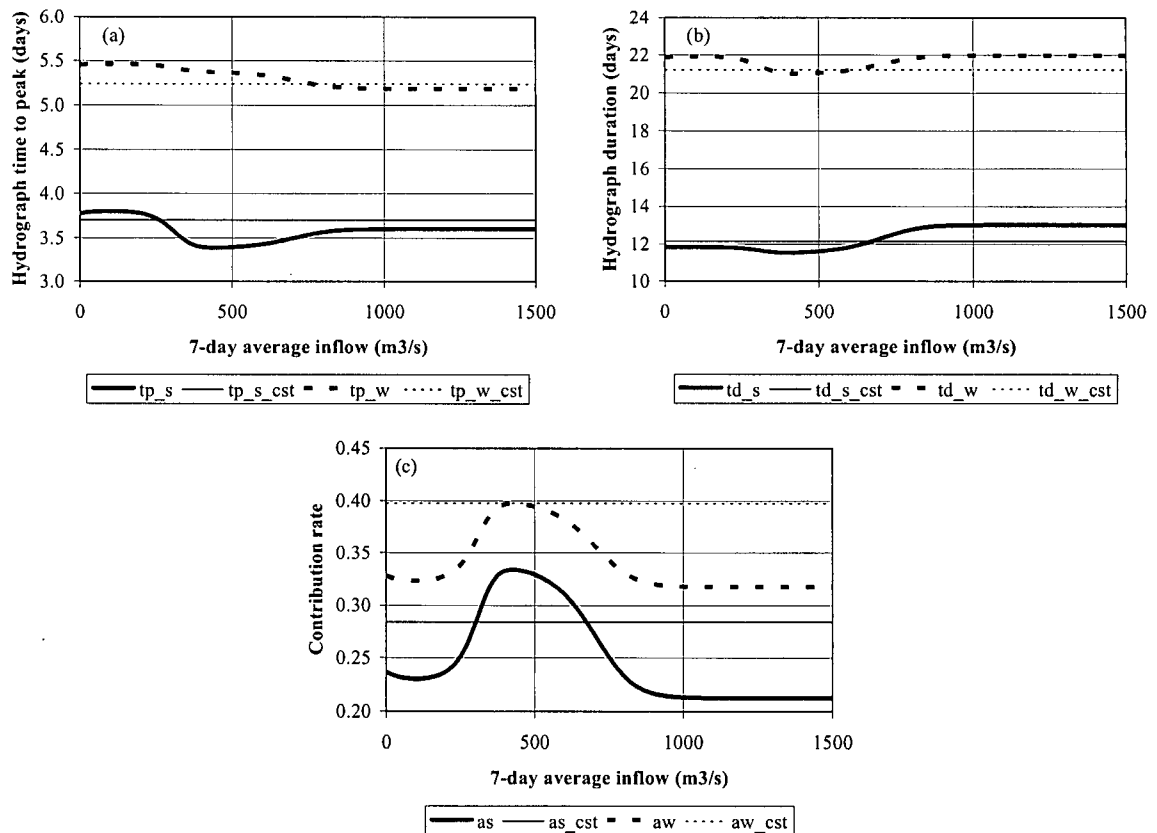 (a)
Hydrograph time to peak (days)
6.0
5.5
5.0
4.5
4.0
3.5
3.0
0 500 1000 1500
7-day average inflow (m3/s)
tp_s tp_s_cst tp_w tp_w_cst
(b)
Hydrograph duration (days)
24
22
20
18
16
14
12
10
0 500 1000 1500
7-day average inflow (m3/s)
td_s td_s_cst td_w td_w_cst
(c)
Contribution rate
0.45
0.40
0.35
0.30
0.25
0.20
0 500 1000 1500
7-day average inflow (m3/s)
as as_cst aw aw_cst